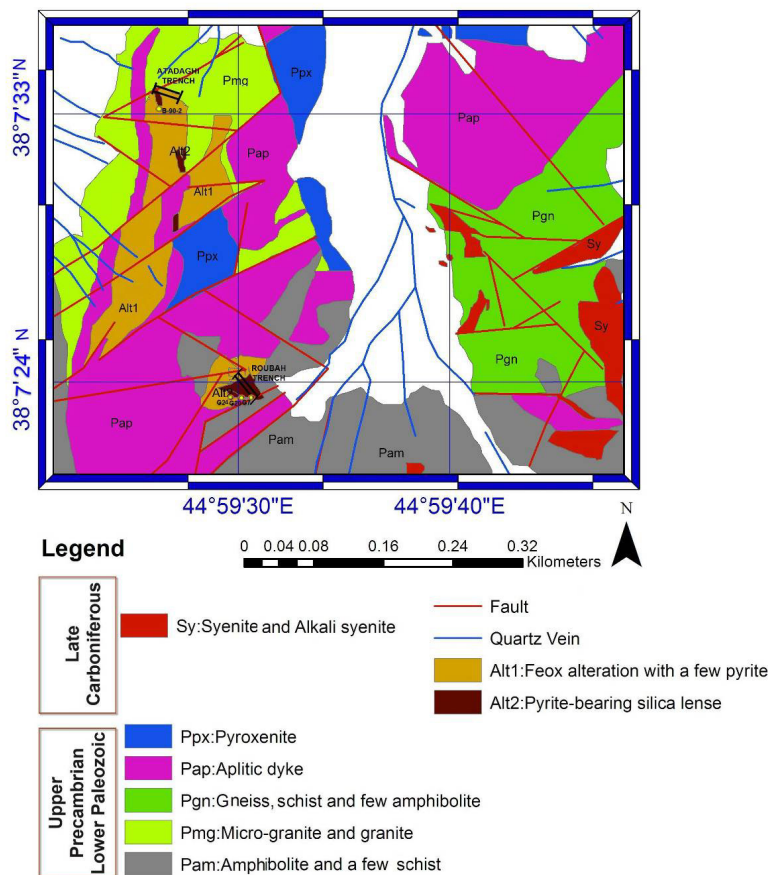 ATADAGHI
TRENCH
Pmg
Ppx
B-90-2
Pap
Alt2
Pap
Alt1
Pgn
Ppx
Sy
Alt1
Sy
ROUBAH
TRENCH
Pgn
Pap
Pam
Pam
38°7'33" N
38°7'24" N
44°59'30"E 44°59'40"E
N
Legend
0 0.04 0.08 0.16 0.24 0.32
Kilometers
Late
Carboniferous
Sy:Syenite and Alkali syenite
Fault
Quartz Vein
Alt1:Feox alteration with a few pyrite
Alt2:Pyrite-bearing silica lense
Upper
Precambrian
Lower Paleozoic
Ppx:Pyroxenite
Pap:Aplitic dyke
Pgn:Gneiss, schist and few amphibolite
Pmg:Micro-granite and granite
Pam:Amphibolite and a few schist